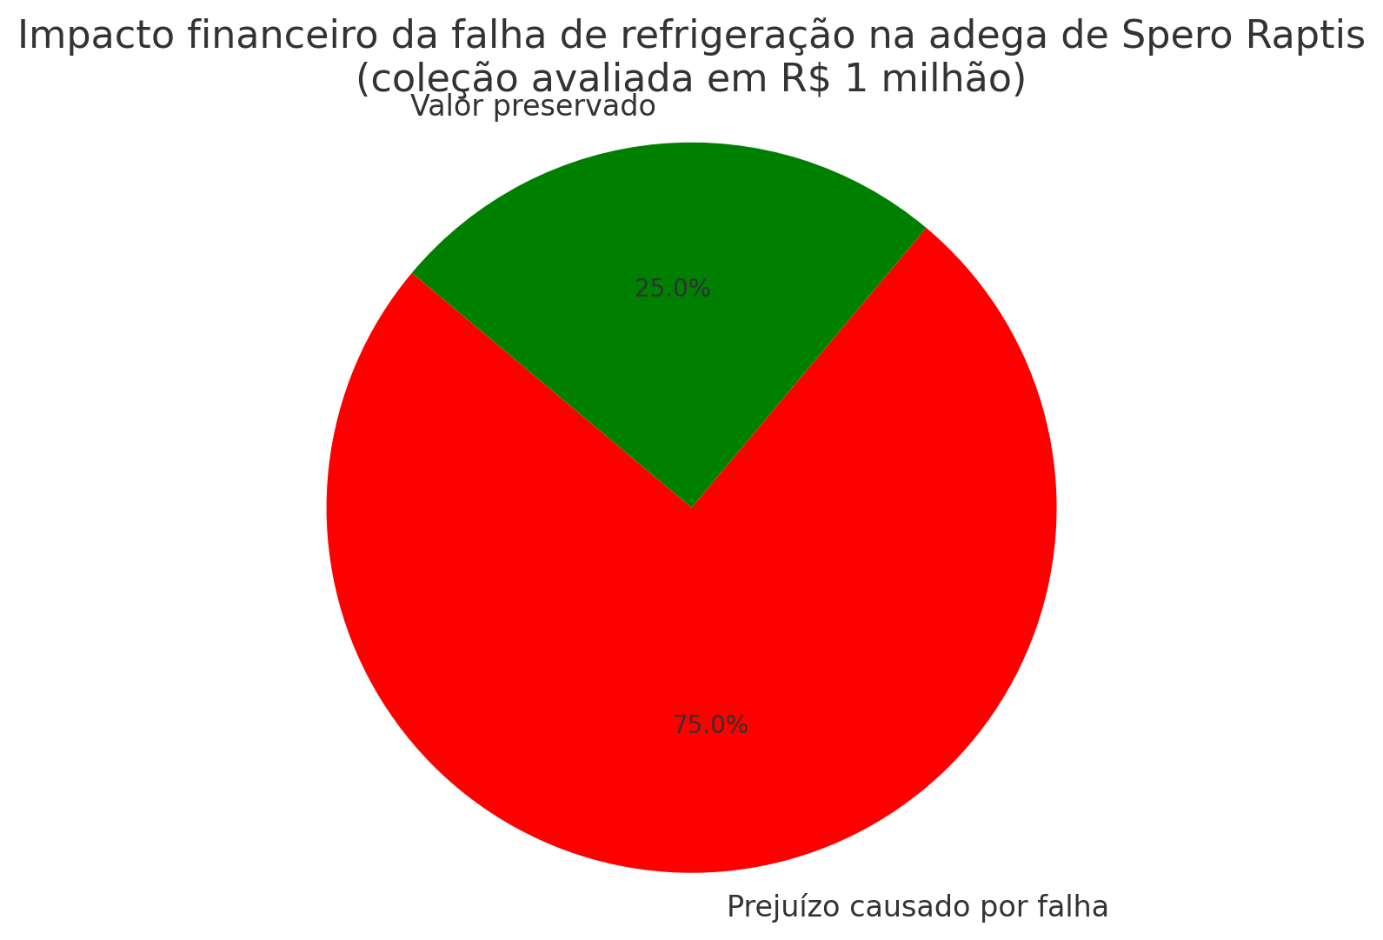 Impacto financeiro da falha de refrigeração na adega de Spero Raptis
(coleção avaliada em R$ 1 milhão)
Valor preservado
25.0%
75.0%
Prejuízo causado por falha